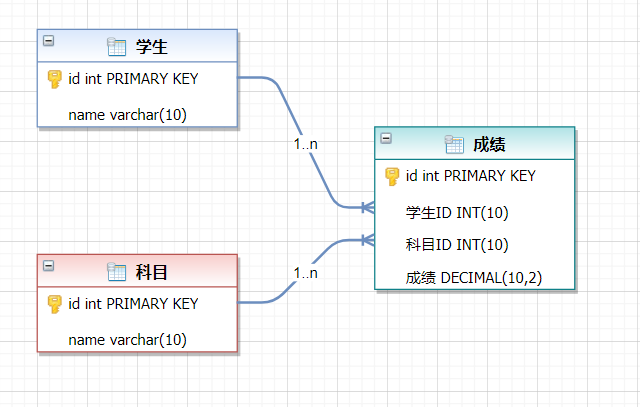 学生
id int PRIMARY KEY
name varchar(10)
1..n
成绩
id int PRIMARY KEY
学生ID INT(10)
科目ID INT(10)
成绩 DECIMAL(10,2)
科目
id int PRIMARY KEY
name varchar(10)
1..n